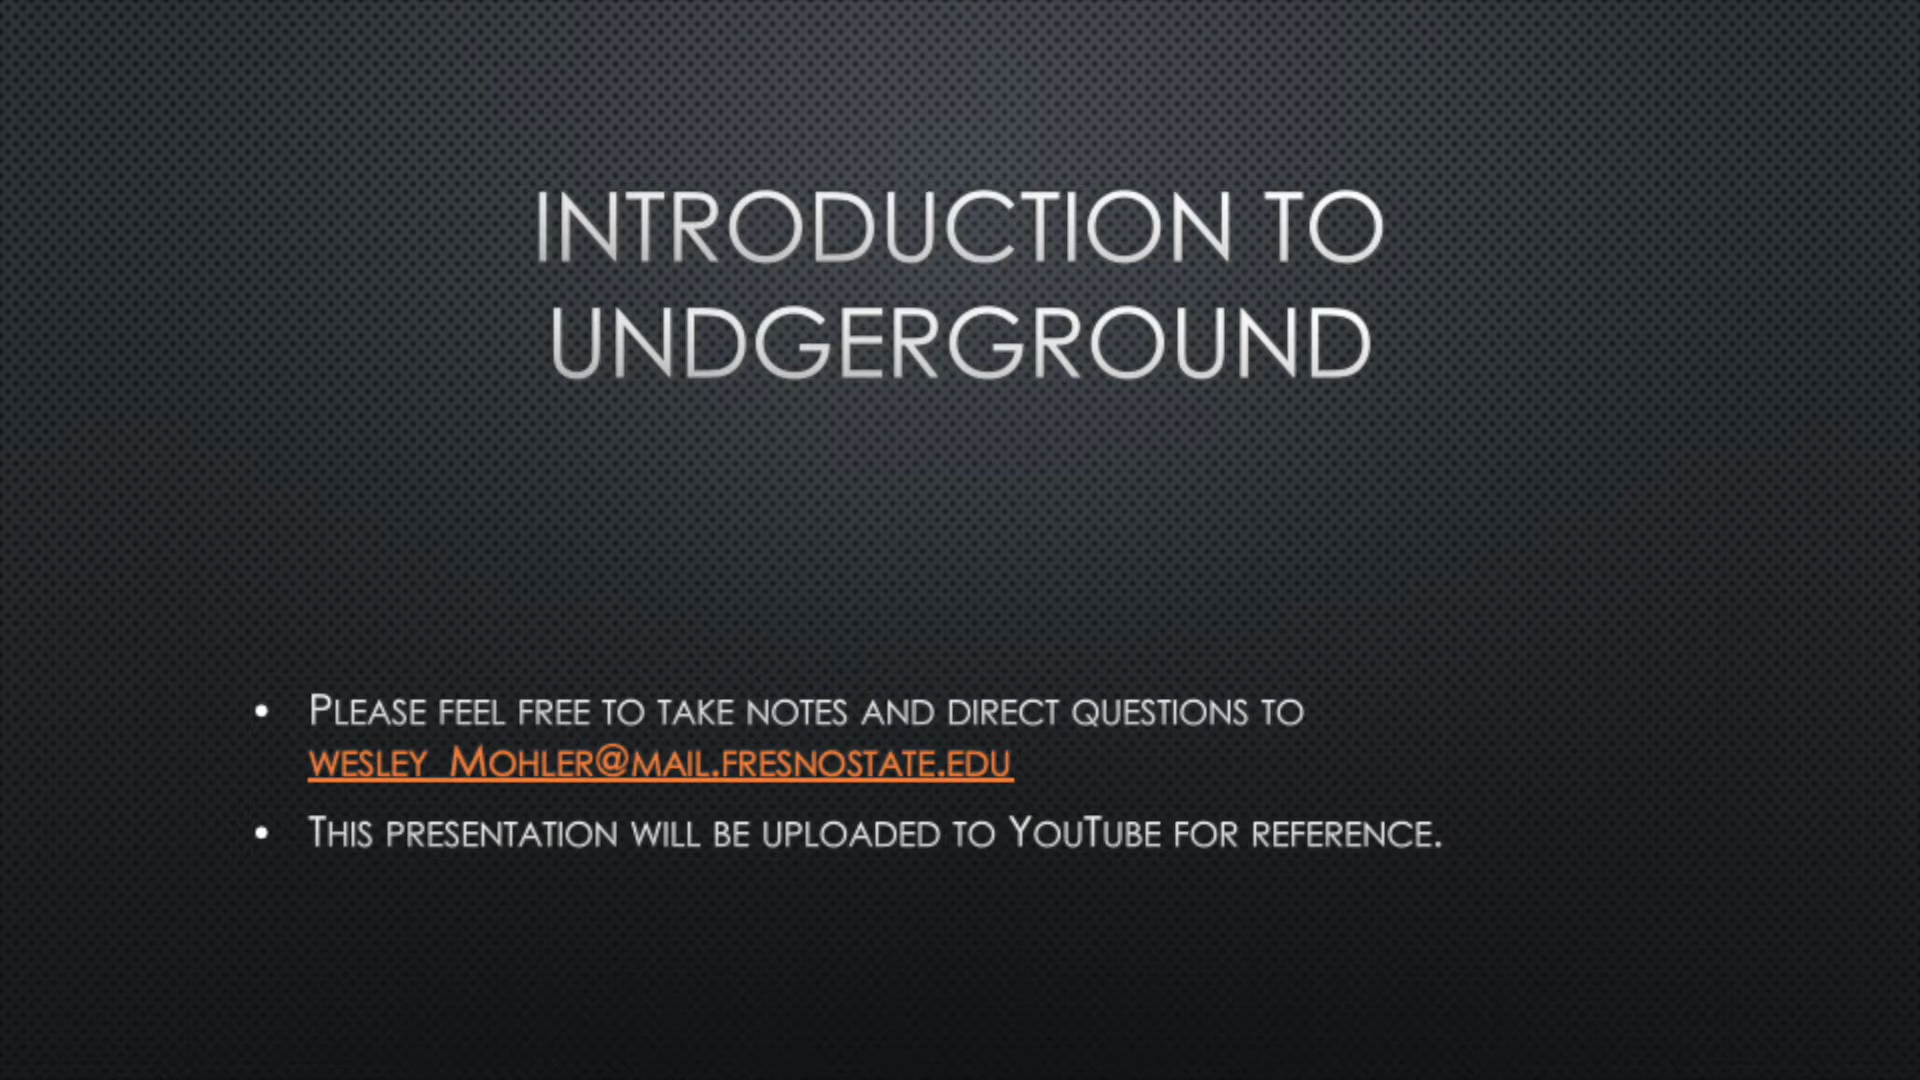 INTRODUCTION TO
UNDGERGROUND
• Please feel free to take notes and direct questions to
wesley_Mohler@mail.fresnostate.edu
• This presentation will be uploaded to YouTube for reference.